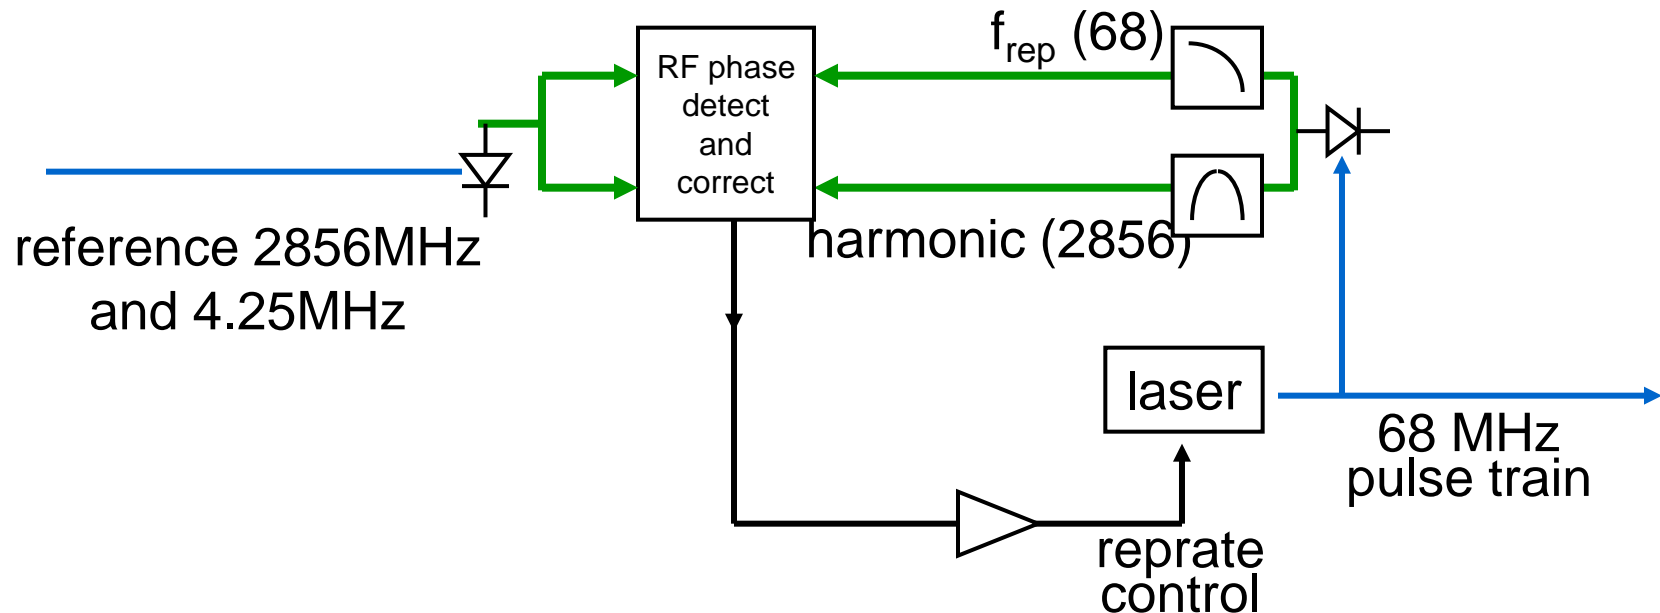 f_rep (68)
RF phase
detect
and
correct
reference 2856MHz
and 4.25MHz
harmonic (2856)
laser
68 MHz
pulse train
reprate
control